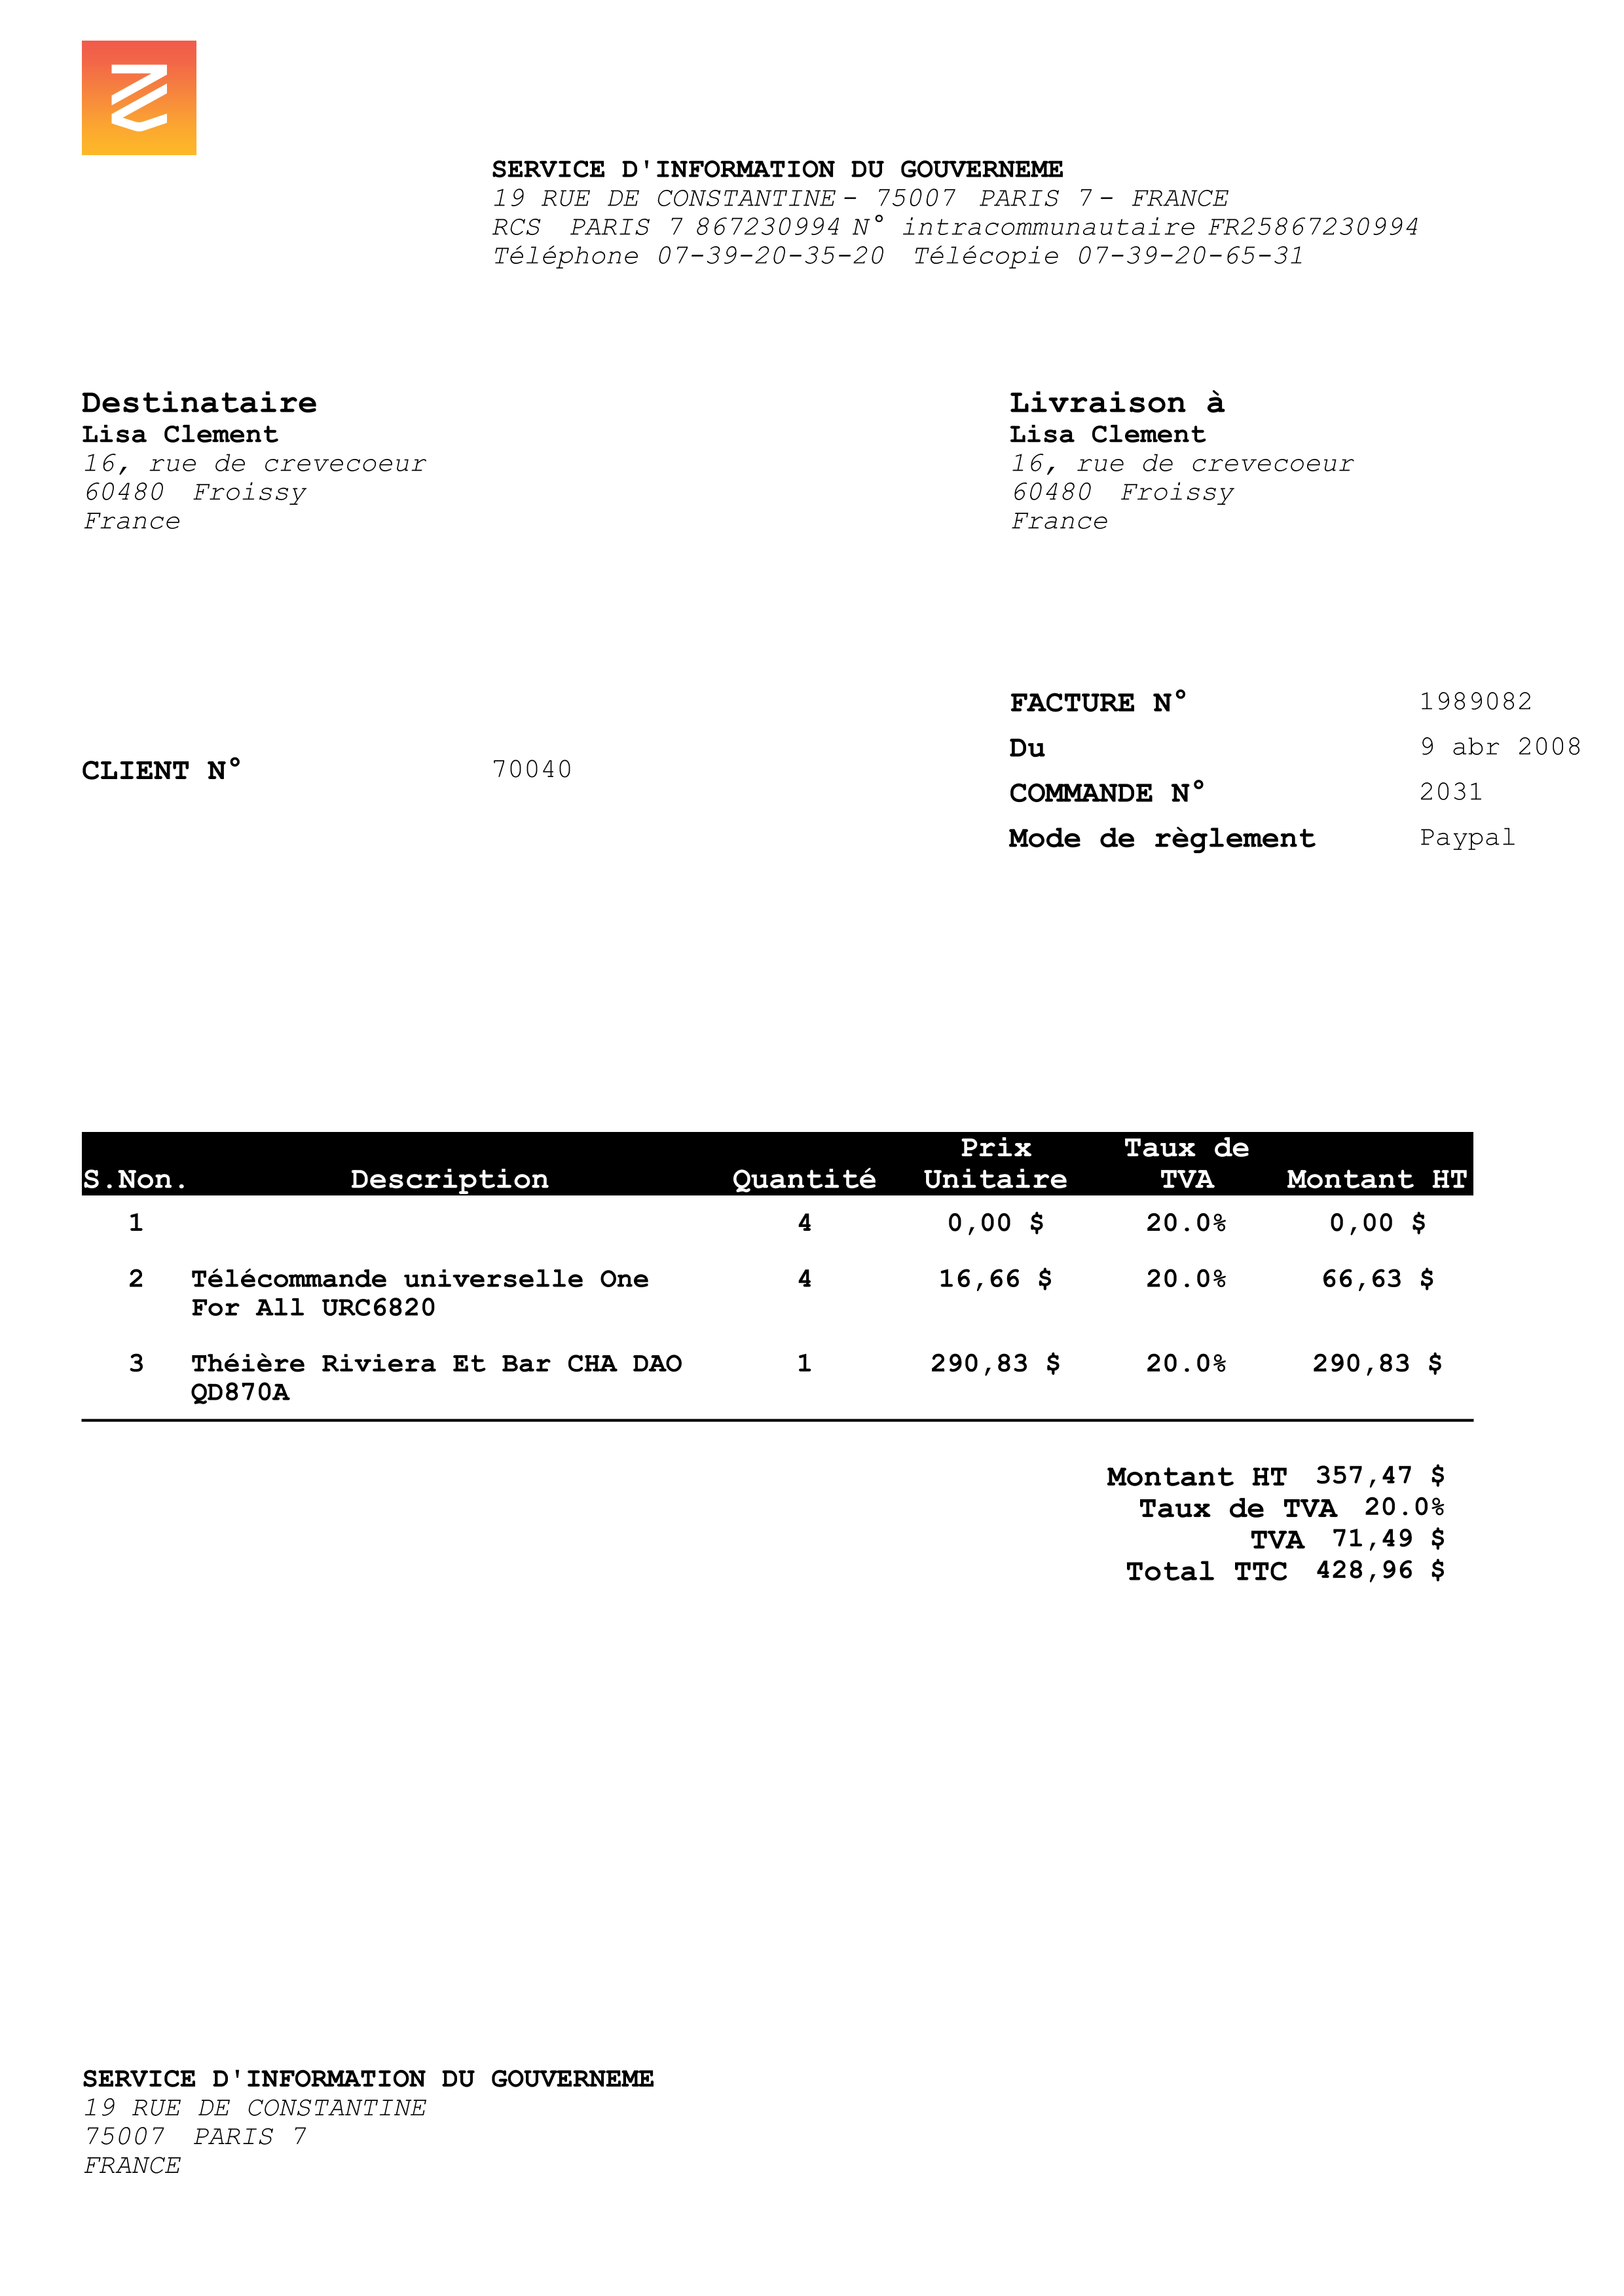 SERVICE D'INFORMATION DU GOUVERNEME
19 RUE DE CONSTANTINE - 75007 PARIS 7 - FRANCE
RCS PARIS 7 867230994 N° intracommunautaire FR25867230994
Téléphone 07-39-20-35-20 Télécopie 07-39-20-65-31
Destinataire
Lisa Clement
16, rue de crevecoeur
60480 Froissy
France
Livraison à
Lisa Clement
16, rue de crevecoeur
60480 Froissy
France
CLIENT N° 70040
FACTURE N° 1989082
Du 9 abr 2008
COMMANDE N° 2031
Mode de règlement Paypal
S.Non. Description Quantité Prix Unitaire Taux de TVA Montant HT
1 4 0,00 $ 20.0% 0,00 $
2 Télécommande universelle One 4 16,66 $ 20.0% 66,63 $
For All URC6820
3 Théière Riviera Et Bar CHA DAO 1 290,83 $ 20.0% 290,83 $
QD870A
Montant HT 357,47 $
Taux de TVA 20.0%
TVA 71,49 $
Total TTC 428,96 $
SERVICE D'INFORMATION DU GOUVERNEME
19 RUE DE CONSTANTINE
75007 PARIS 7
FRANCE